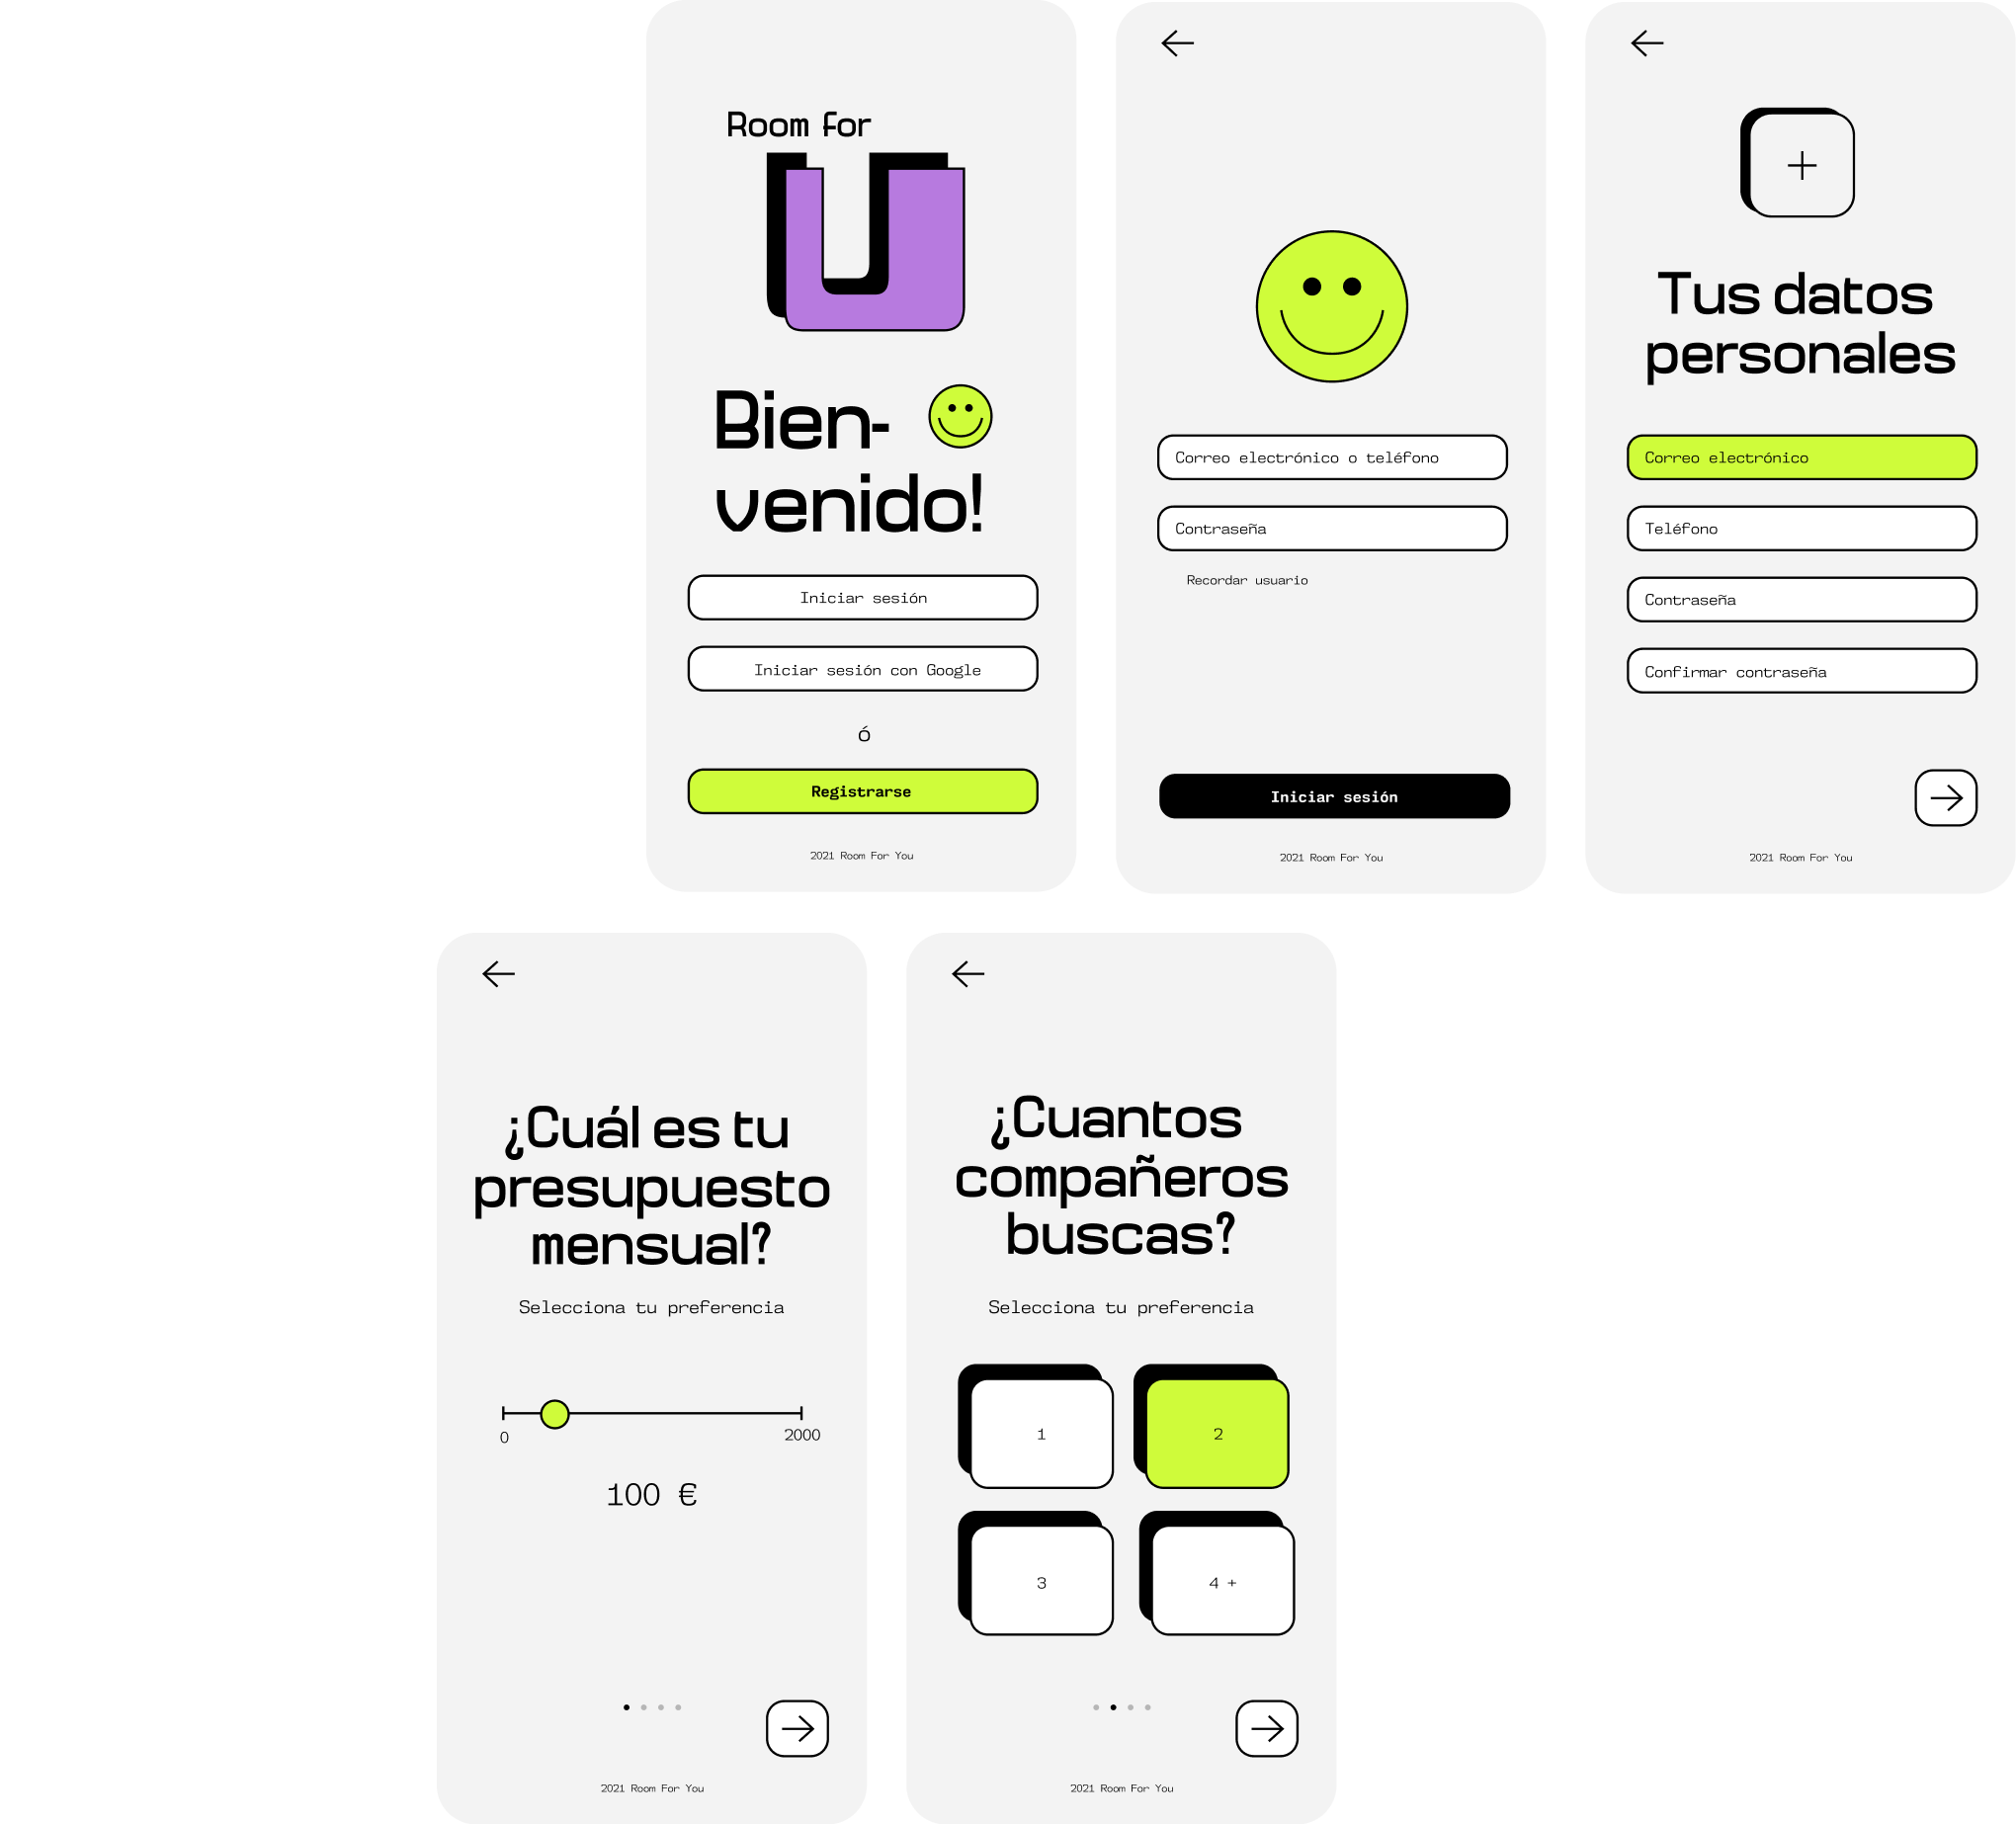 Room for
U
Bien-
venido!
Iniciar sesión
Iniciar sesión con Google
ó
Registrarse
2021 Room For You
Correo electrónico o teléfono
Contraseña
Recordar usuario
Iniciar sesión
2021 Room For You
Tus datos
personales
Correo electrónico
Teléfono
Contraseña
Confirmar contraseña
2021 Room For You
¿Cuál es tu
presupuesto
mensual?
Selecciona tu preferencia
0 2000
100 €
2021 Room For You
¿Cuantos
compañeros
buscas?
Selecciona tu preferencia
1 2
3 4 +
2021 Room For You